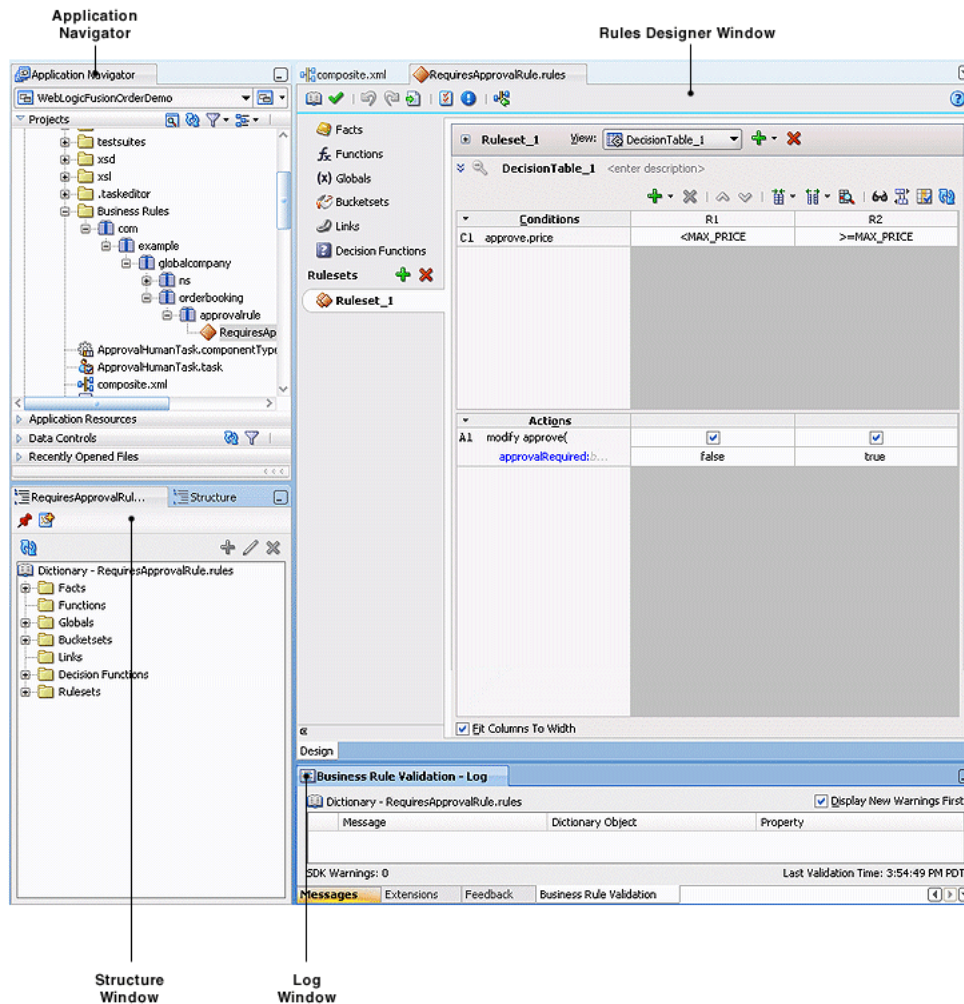 Application
Navigator
Rules Designer Window
Application Navigator
composite.xml
RequiresApprovalRule.rules
WebLogicFusionOrderDemo
Projects
testsuites
xsd
xsl
.taskeditor
Business Rules
com
example
globalcompany
ns
orderbooking
approvalrule
RequiresAp
ApprovalHumanTask.componentType
ApprovalHumanTask.task
composite.xml
Application Resources
Data Controls
Recently Opened Files
Facts
Functions
(x) Globals
Bucketsets
Links
Decision Functions
Rulesets
Ruleset_1
Ruleset_1 View: DecisionTable_1
DecisionTable_1 <enter description>
Conditions R1 R2
C1 approve.price <MAX_PRICE >=MAX_PRICE
Actions
A1 modify approve(
approvalRequired:b... false true
Fit Columns To Width
Design
RequiresApprovalRul... Structure
Dictionary - RequiresApprovalRule.rules
Facts
Functions
Globals
Bucketsets
Links
Decision Functions
Rulesets
Business Rule Validation - Log
Dictionary - RequiresApprovalRule.rules Display New Warnings First
Message Dictionary Object Property
SDK Warnings: 0 Last Validation Time: 3:54:49 PM PDT
Messages Extensions Feedback Business Rule Validation
Structure
Window
Log
Window